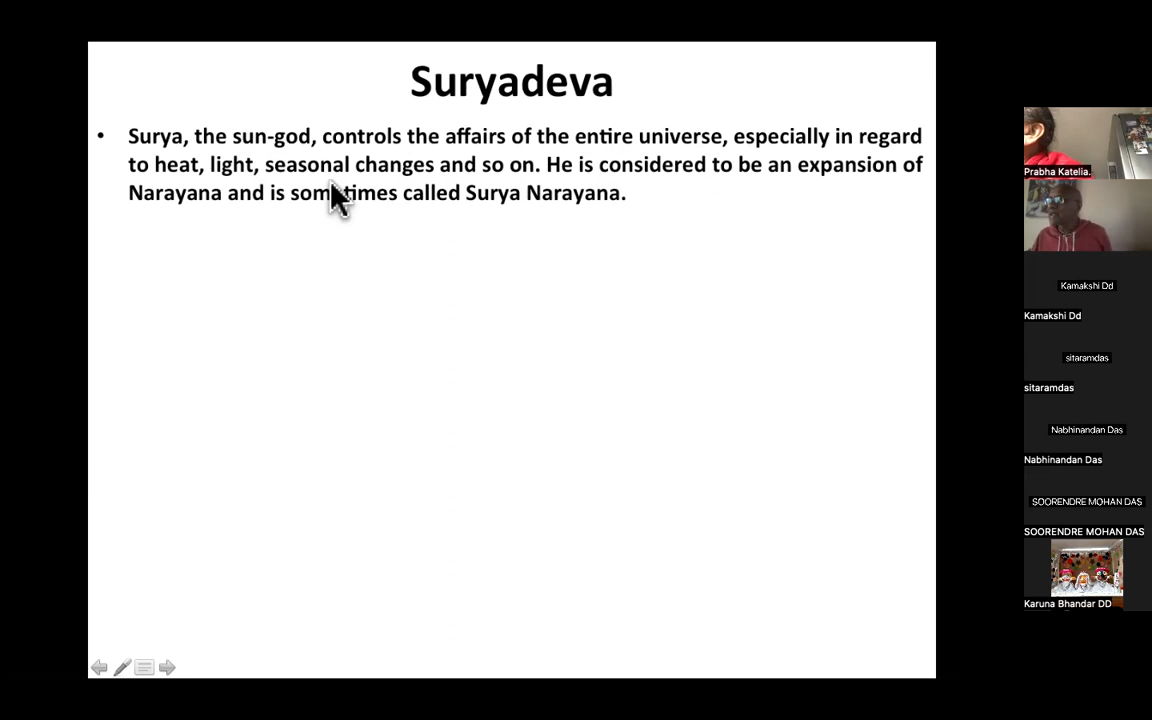 Suryadeva
• Surya, the sun-god, controls the affairs of the entire universe, especially in regard
to heat, light, seasonal changes and so on. He is considered to be an expansion of
Narayana and is sometimes called Surya Narayana.
Prabha Katelia.
Kamakshi Dd
Kamakshi Dd
sitaramdas
sitaramdas
Nabhinandan Das
Nabhinandan Das
SOORENDRE MOHAN DAS
SOORENDRE MOHAN DAS
Karuna Bhandar DD